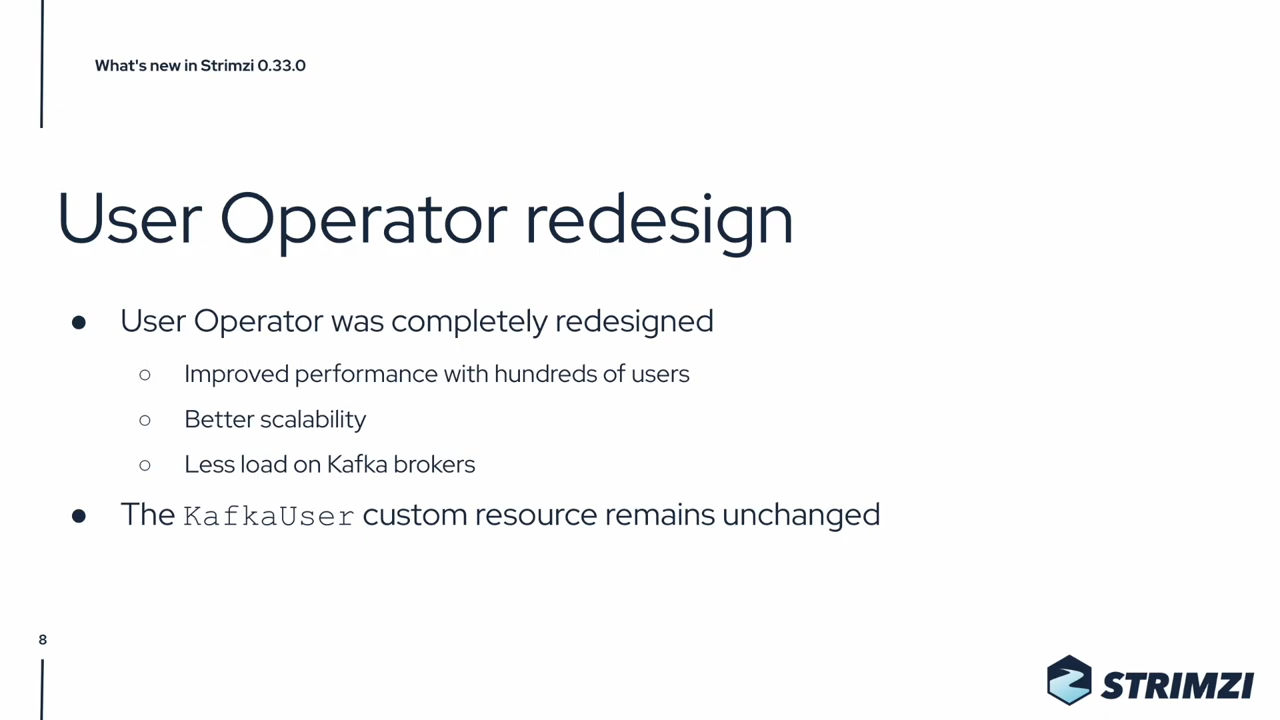 What's new in Strimzi 0.33.0
User Operator redesign
● User Operator was completely redesigned
○ Improved performance with hundreds of users
○ Better scalability
○ Less load on Kafka brokers
● The KafkaUser custom resource remains unchanged
8
STRIMZI